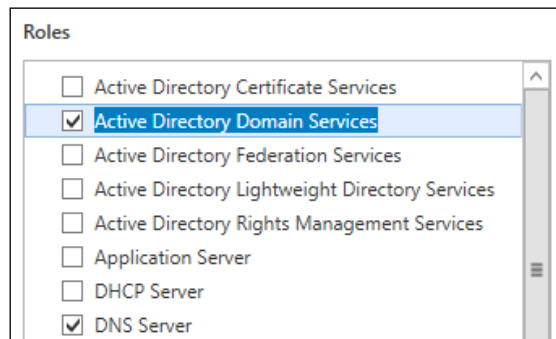 Roles
Active Directory Certificate Services
Active Directory Domain Services
Active Directory Federation Services
Active Directory Lightweight Directory Services
Active Directory Rights Management Services
Application Server
DHCP Server
DNS Server